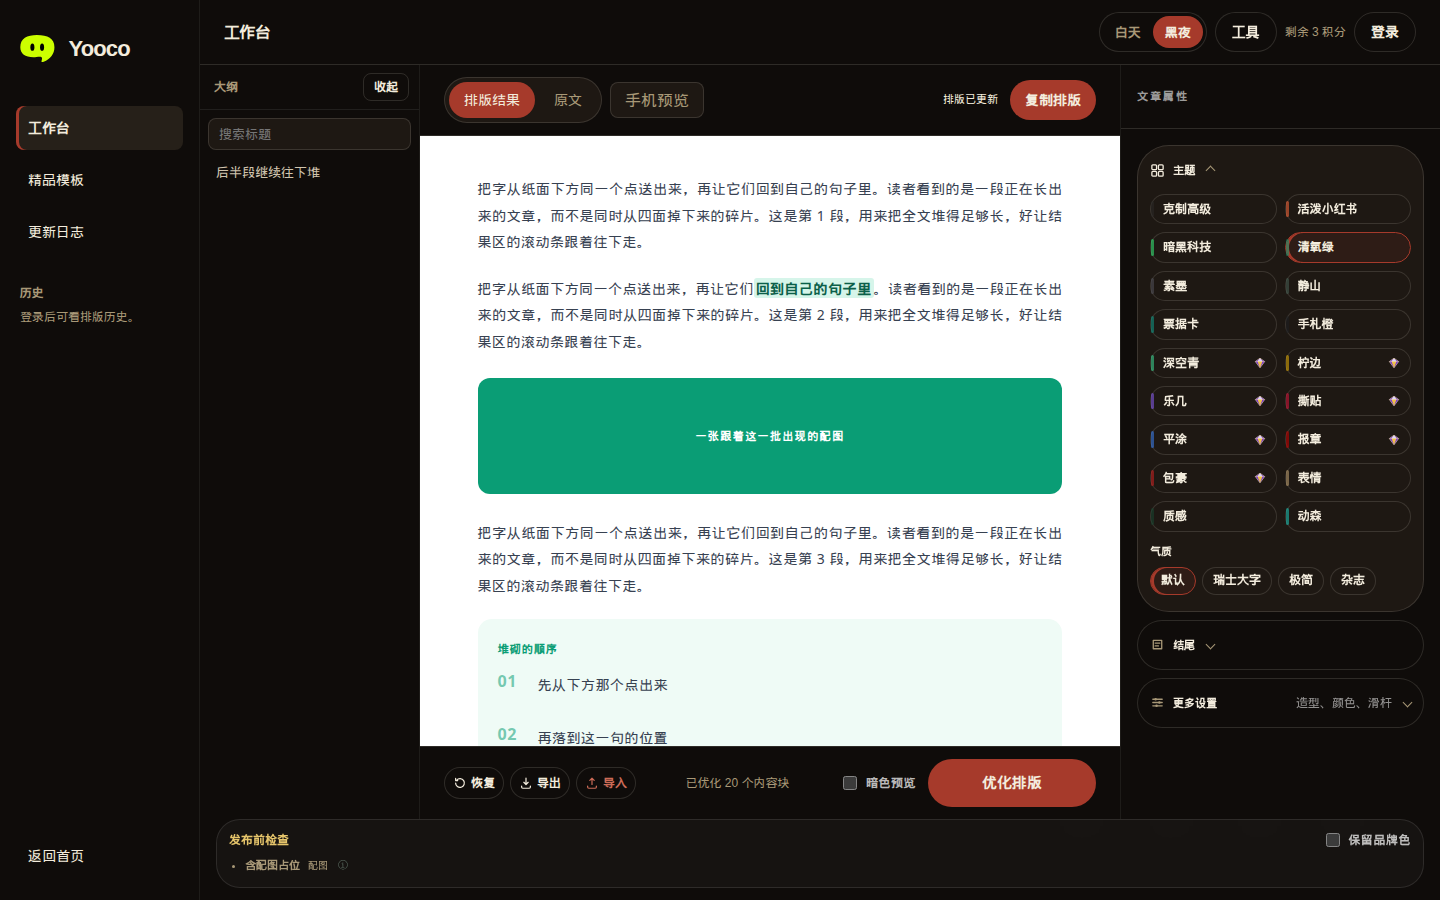 Yooco
工作台
精品模板
更新日志
历史
登录后可看排版历史。
返回首页
工作台
白天
黑夜
工具
剩余 3 积分
登录
大纲
收起
搜索标题
后半段继续往下堆
排版结果
原文
手机预览
排版已更新
复制排版
把字从纸面下方同一个点送出来，再让它们回到自己的句子里。读者看到的是一段正在长出
来的文章，而不是同时从四面掉下来的碎片。这是第 1 段，用来把全文堆得足够长，好让结
果区的滚动条跟着往下走。
把字从纸面下方同一个点送出来，再让它们回到自己的句子里。读者看到的是一段正在长出
来的文章，而不是同时从四面掉下来的碎片。这是第 2 段，用来把全文堆得足够长，好让结
果区的滚动条跟着往下走。
一张跟着这一批出现的配图
把字从纸面下方同一个点送出来，再让它们回到自己的句子里。读者看到的是一段正在长出
来的文章，而不是同时从四面掉下来的碎片。这是第 3 段，用来把全文堆得足够长，好让结
果区的滚动条跟着往下走。
堆砌的顺序
01 先从下方那个点出来
02 再落到这一句的位置
恢复
导出
导入
已优化 20 个内容块
暗色预览
优化排版
文章属性
主题
克制高级
活泼小红书
暗黑科技
清氧绿
素墨
静山
票据卡
手札橙
深空青
柠边
乐几
撕贴
平涂
报章
包豪
表情
质感
动森
气质
默认
瑞士大字
极简
杂志
结尾
更多设置
造型、颜色、滑杆
发布前检查
保留品牌色
• 含配图占位 配图